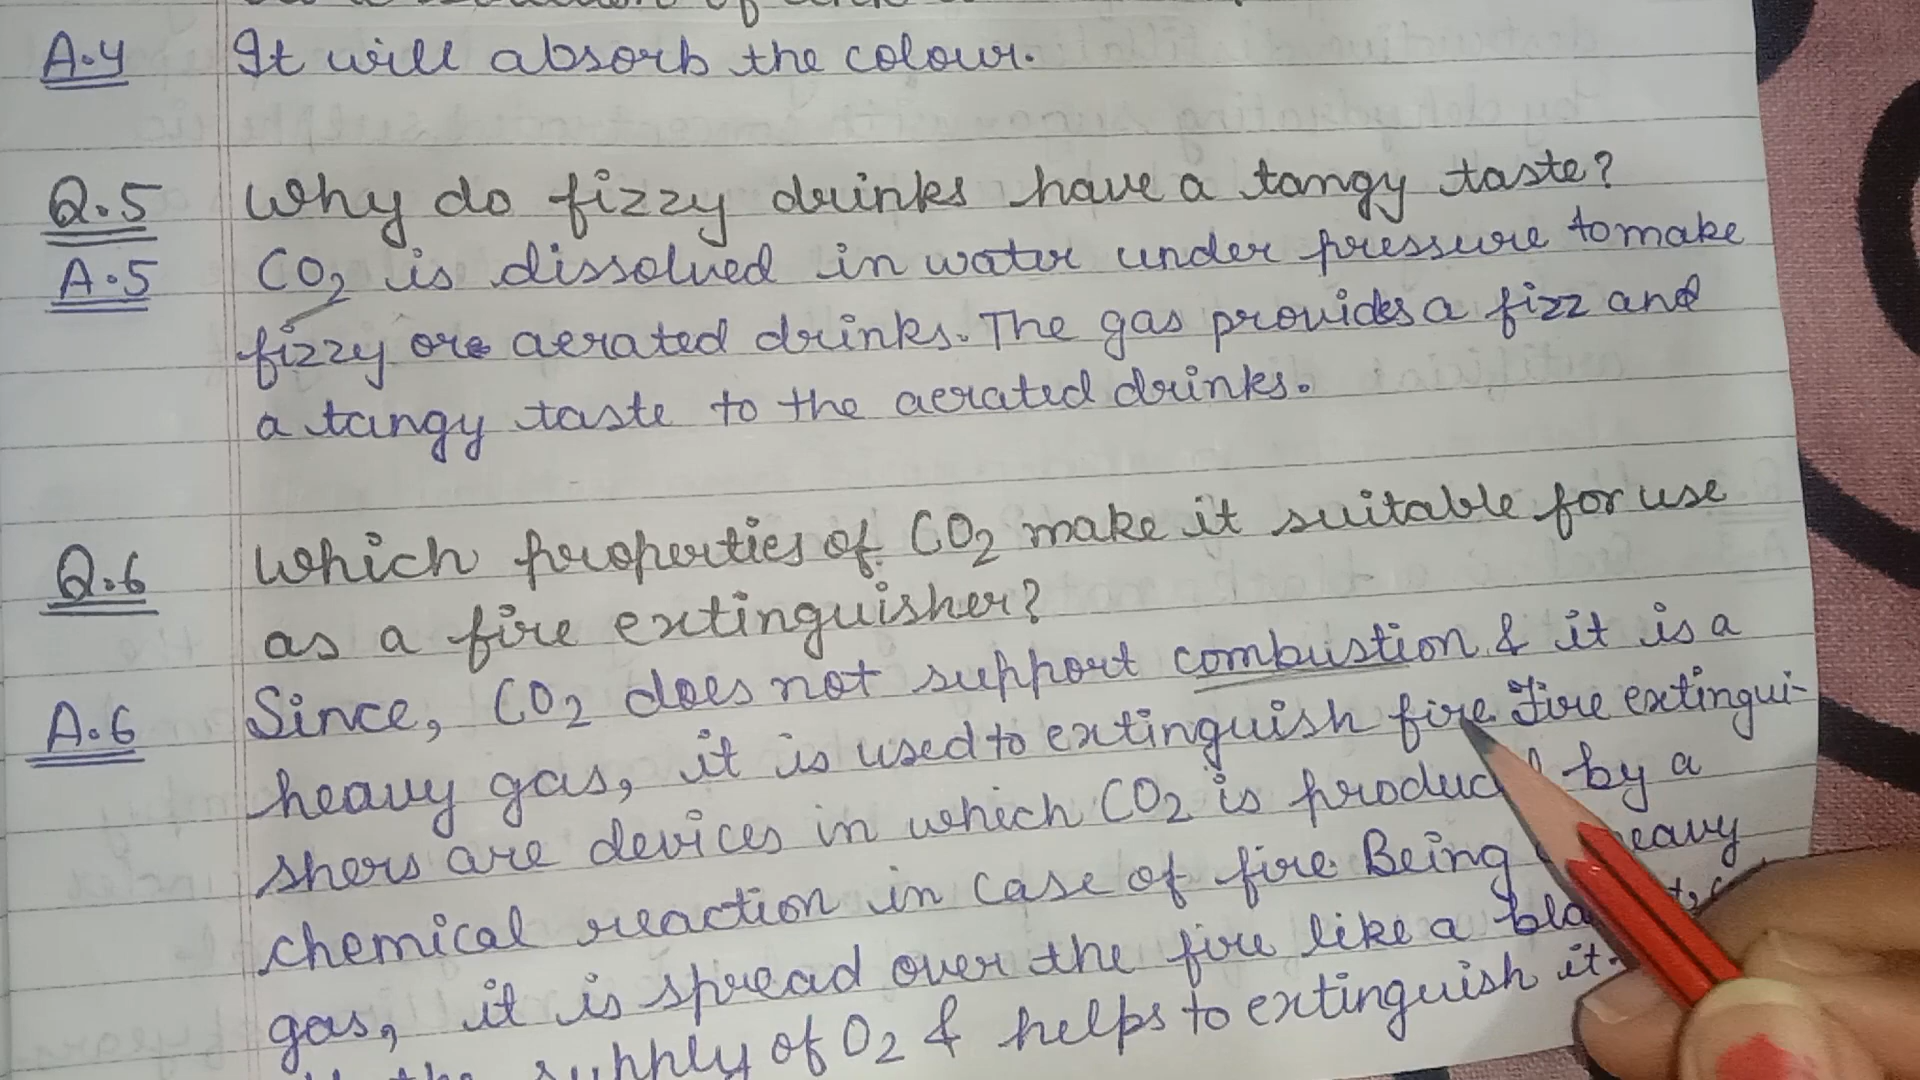 A.4 It will absorb the colour.
Q.5 Why do fizzy drinks have a tangy taste?
A.5 CO2 is dissolved in water under pressure to make
fizzy or aerated drinks. The gas provides a fizz and
a tangy taste to the aerated drinks.
Q.6 Which properties of CO2 make it suitable for use
as a fire extinguisher?
A.6 Since, CO2 does not support combustion & it is a
heavy gas, it is used to extinguish fire. Fire extingui-
shers are devices in which CO2 is by a
chemical reaction in case of fire. Being
gas, it is spread over the fire like a
the supply of O2 & helps to extinguish it.